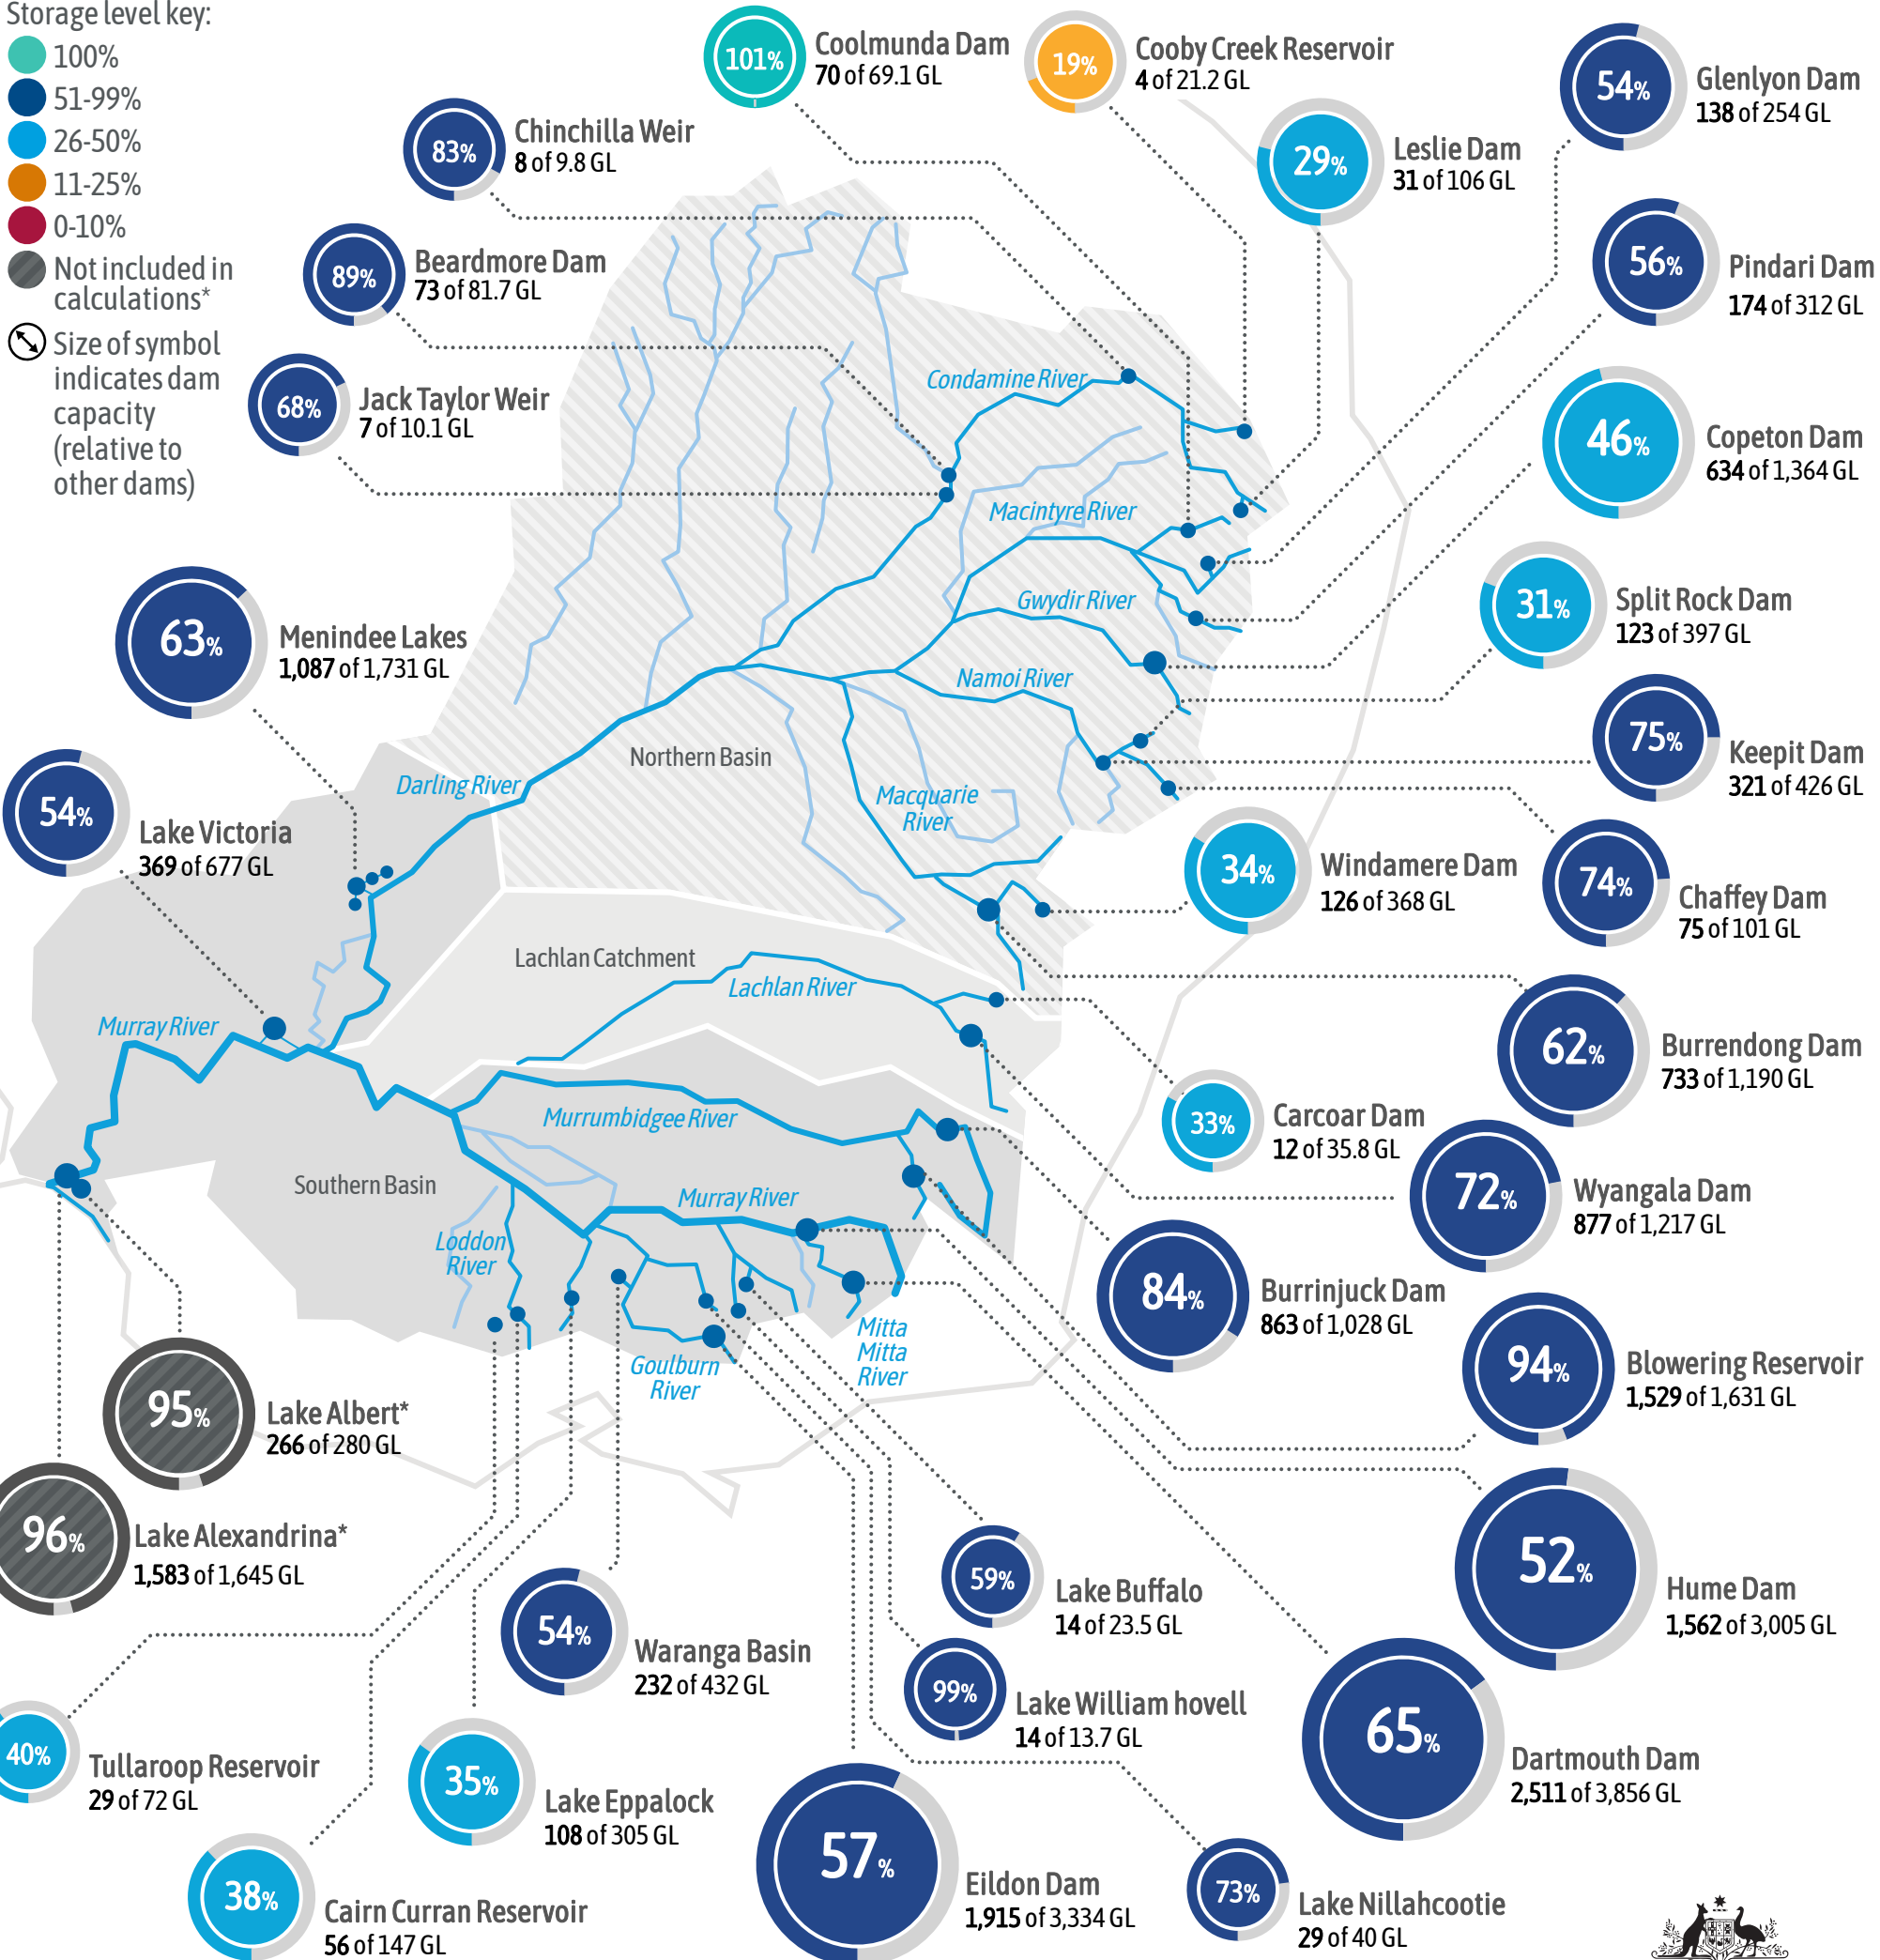 Storage level key:
100%
51-99%
26-50%
11-25%
0-10%
Not included in
calculations*
Size of symbol
indicates dam
capacity
(relative to
other dams)
101%
Coolmunda Dam
70 of 69.1 GL
19%
Cooby Creek Reservoir
4 of 21.2 GL
54%
Glenlyon Dam
138 of 254 GL
83%
Chinchilla Weir
8 of 9.8 GL
29%
Leslie Dam
31 of 106 GL
89%
Beardmore Dam
73 of 81.7 GL
56%
Pindari Dam
174 of 312 GL
68%
Jack Taylor Weir
7 of 10.1 GL
Condamine River
46%
Copeton Dam
634 of 1,364 GL
Macintyre River
63%
Menindee Lakes
1,087 of 1,731 GL
Gwydir River
31%
Split Rock Dam
123 of 397 GL
Namoi River
75%
Keepit Dam
321 of 426 GL
Northern Basin
Darling River
Macquarie
River
54%
Lake Victoria
369 of 677 GL
34%
Windamere Dam
126 of 368 GL
74%
Chaffey Dam
75 of 101 GL
Lachlan Catchment
Lachlan River
Murray River
62%
Burrendong Dam
733 of 1,190 GL
Murrumbidgee River
33%
Carcoar Dam
12 of 35.8 GL
Southern Basin
Murray River
72%
Wyangala Dam
877 of 1,217 GL
Loddon
River
84%
Burrinjuck Dam
863 of 1,028 GL
Mitta
Mitta
River
Goulburn
River
94%
Blowering Reservoir
1,529 of 1,631 GL
95%
Lake Albert*
266 of 280 GL
96%
Lake Alexandrina*
1,583 of 1,645 GL
59%
Lake Buffalo
14 of 23.5 GL
52%
Hume Dam
1,562 of 3,005 GL
54%
Waranga Basin
232 of 432 GL
99%
Lake William hovell
14 of 13.7 GL
65%
Dartmouth Dam
2,511 of 3,856 GL
40%
Tullaroop Reservoir
29 of 72 GL
35%
Lake Eppalock
108 of 305 GL
57%
Eildon Dam
1,915 of 3,334 GL
73%
Lake Nillahcootie
29 of 40 GL
38%
Cairn Curran Reservoir
56 of 147 GL